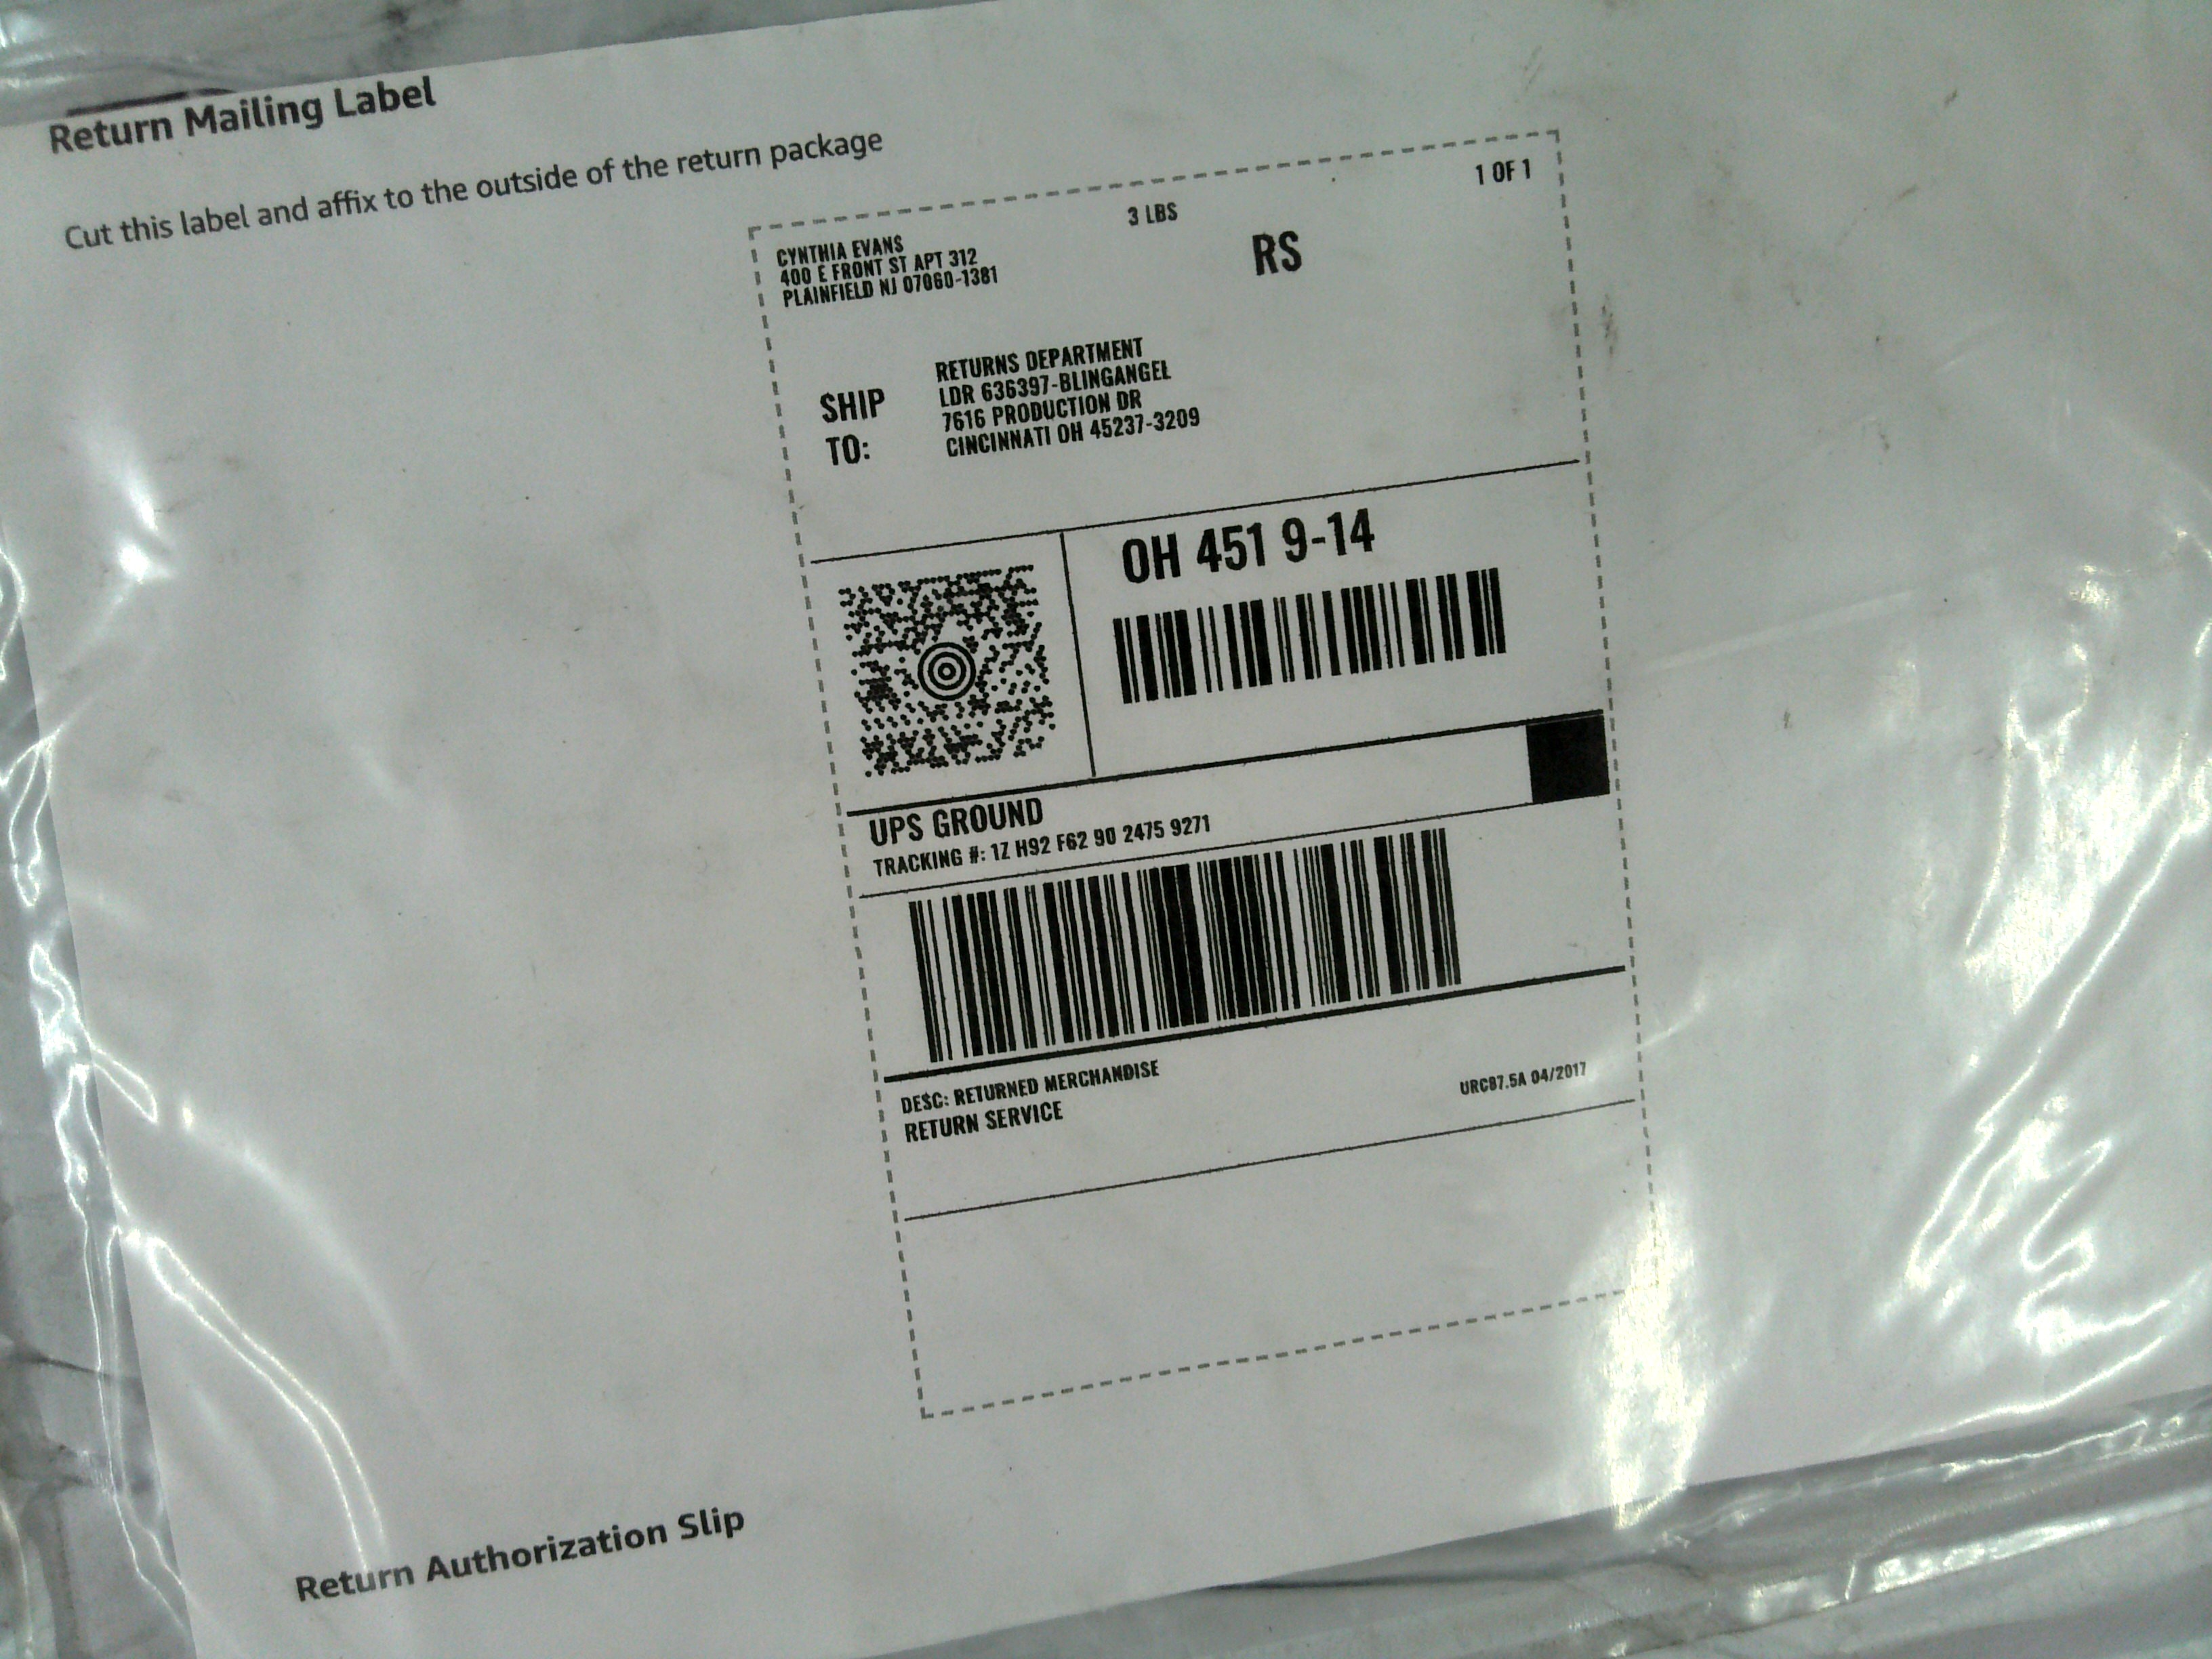 Return Mailing Label
Cut this label and affix to the outside of the return package
1 OF 1
3 LBS
RS
CYNTHIA EVANS
400 E FRONT ST APT 312
PLAINFIELD NJ 07060-1381
SHIP
TO:
RETURNS DEPARTMENT
LDR 636397-BLINGANGEL
7616 PRODUCTION DR
CINCINNATI OH 45237-3209
OH 451 9-14
UPS GROUND
TRACKING #: 1Z H92 F62 90 2475 9271
DESC: RETURNED MERCHANDISE
RETURN SERVICE
URCB7.5A 04/2017
Return Authorization Slip